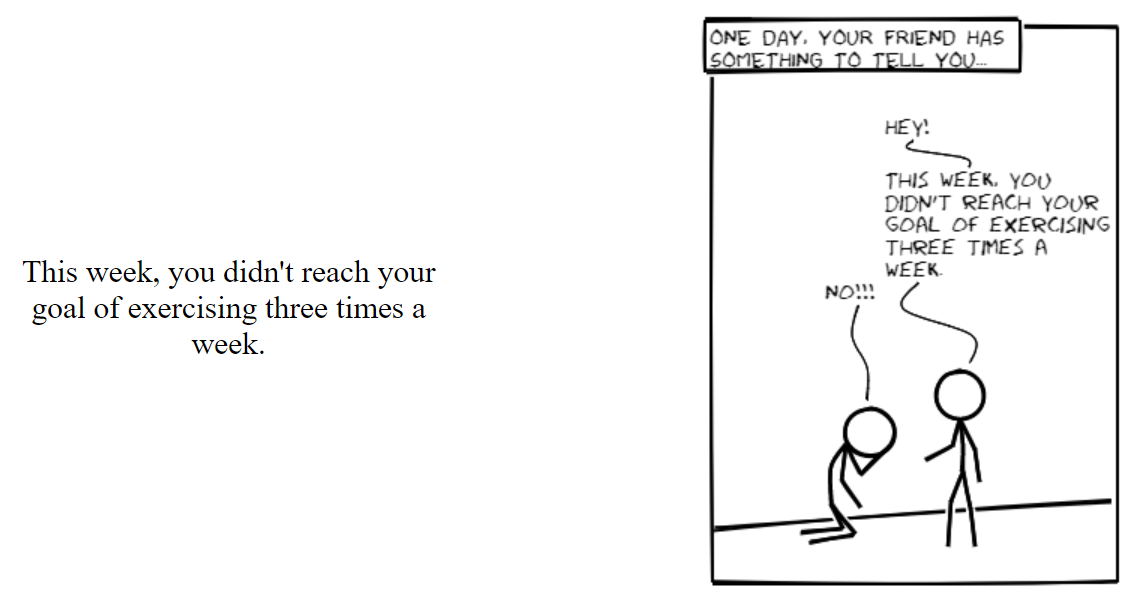 This week, you didn't reach your
goal of exercising three times a
week.
ONE DAY, YOUR FRIEND HAS
SOMETHING TO TELL YOU...
HEY!
THIS WEEK, YOU
DIDN'T REACH YOUR
GOAL OF EXERCISING
THREE TIMES A
WEEK.
NO!!!